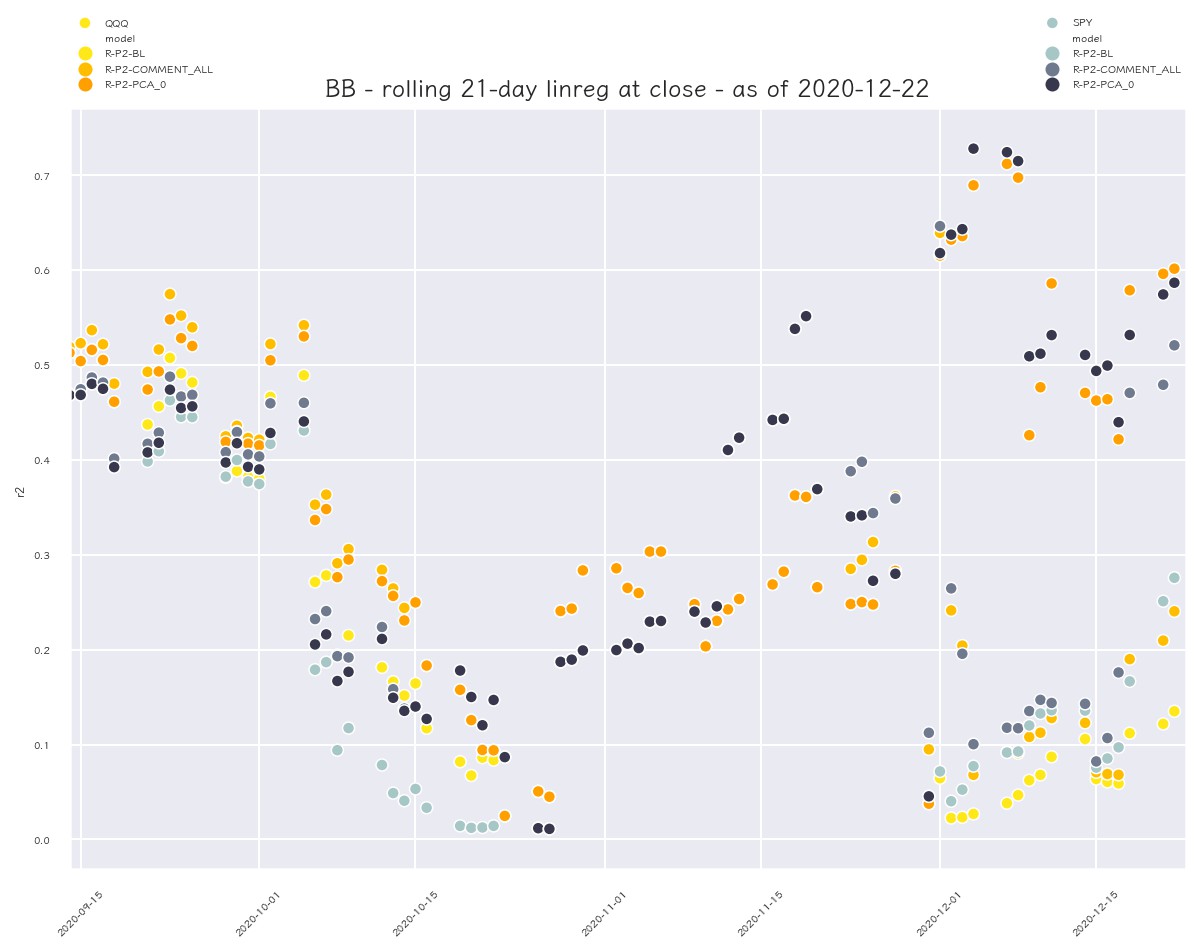 QQQ
model
R-P2-BL
R-P2-COMMENT_ALL
R-P2-PCA_0
SPY
model
R-P2-BL
R-P2-COMMENT_ALL
R-P2-PCA_0
BB - rolling 21-day linreg at close - as of 2020-12-22
r2
0.7
0.6
0.5
0.4
0.3
0.2
0.1
0.0
2020-09-15
2020-10-01
2020-10-15
2020-11-01
2020-11-15
2020-12-01
2020-12-15